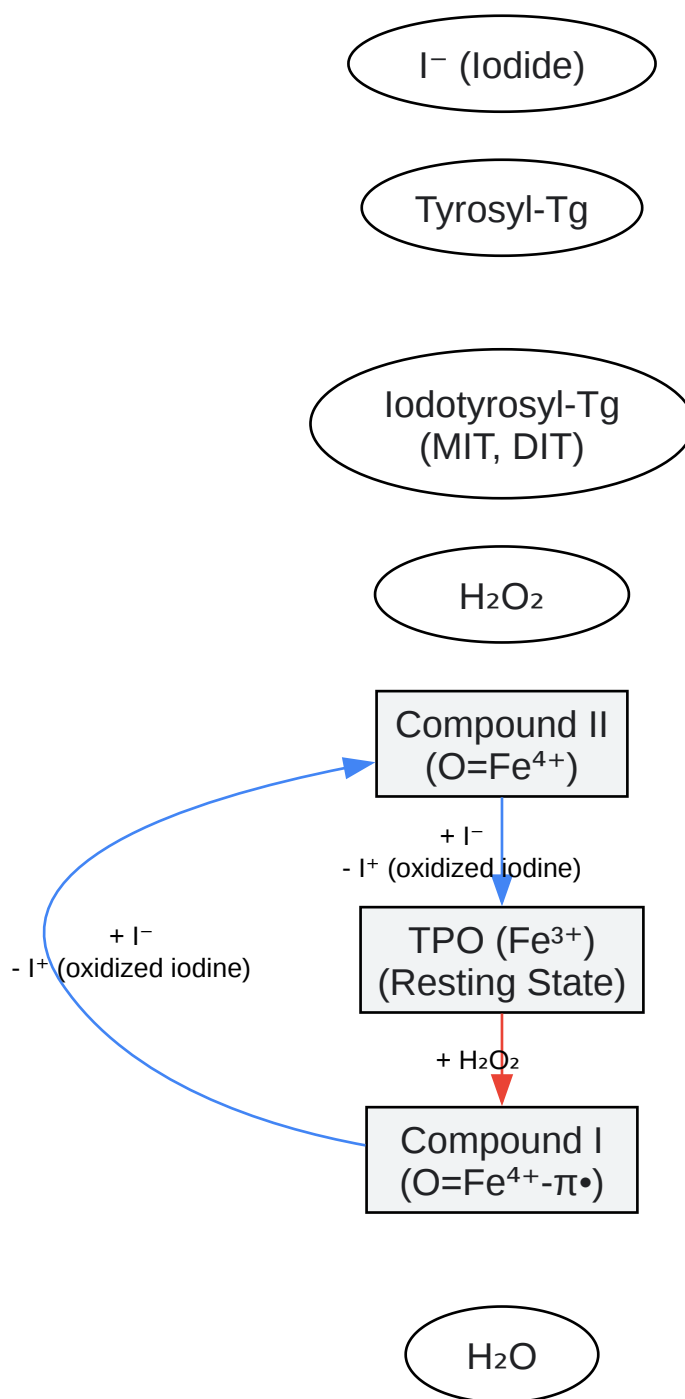 I⁻ (Iodide)
Tyrosyl-Tg
Iodotyrosyl-Tg
(MIT, DIT)
H₂O₂
Compound II
(O=Fe⁴⁺)
+ I⁻
- I⁺ (oxidized iodine)
TPO (Fe³⁺)
(Resting State)
+ I⁻
- I⁺ (oxidized iodine)
+ H₂O₂
Compound I
(O=Fe⁴⁺-π•)
H₂O